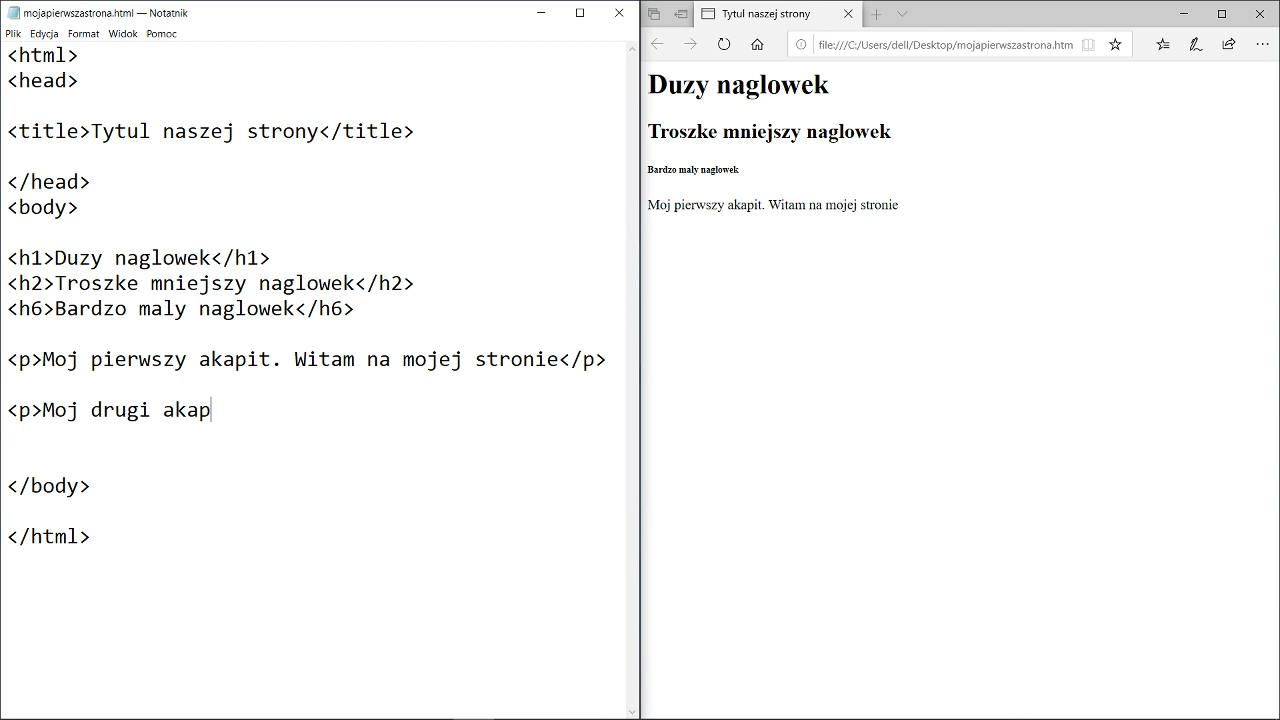 mojapierwszastrona.html — Notatnik
Plik Edycja Format Widok Pomoc
<html>
<head>
<title>Tytul naszej strony</title>
</head>
<body>
<h1>Duzy naglowek</h1>
<h2>Troszke mniejszy naglowek</h2>
<h6>Bardzo maly naglowek</h6>
<p>Moj pierwszy akapit. Witam na mojej stronie</p>
<p>Moj drugi akap
</body>
</html>
Tytul naszej strony
file:///C:/Users/dell/Desktop/mojapierwszastrona.htm
Duzy naglowek
Troszke mniejszy naglowek
Bardzo maly naglowek
Moj pierwszy akapit. Witam na mojej stronie